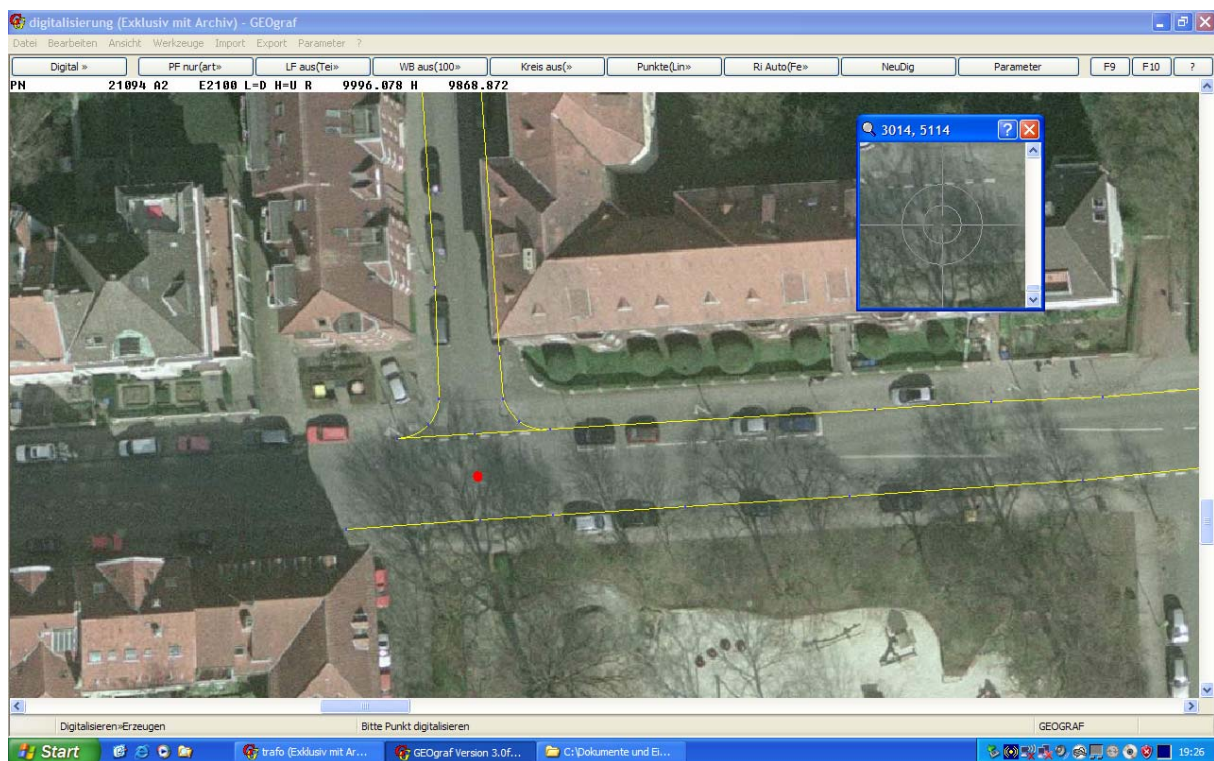 digitalisierung (Exklusiv mit Archiv) - GEOgraf
Datei Bearbeiten Ansicht Werkzeuge Import Export Parameter ?
Digital » PF nur(art» LF aus(Tei» WB aus(100» Kreis aus(» Punkte(Lin» Ri Auto(Fe» NeuDig Parameter F9 F10 ?
PN 21094 A2 E2100 L=D H=U R 9996.078 H 9868.872
3014, 5114
Digitalisieren»Erzeugen Bitte Punkt digitalisieren GEOGRAF
Start trafo (Exklusiv mit Ar... GEOgraf Version 3.0f... C:\Dokumente und Ei... 19:26